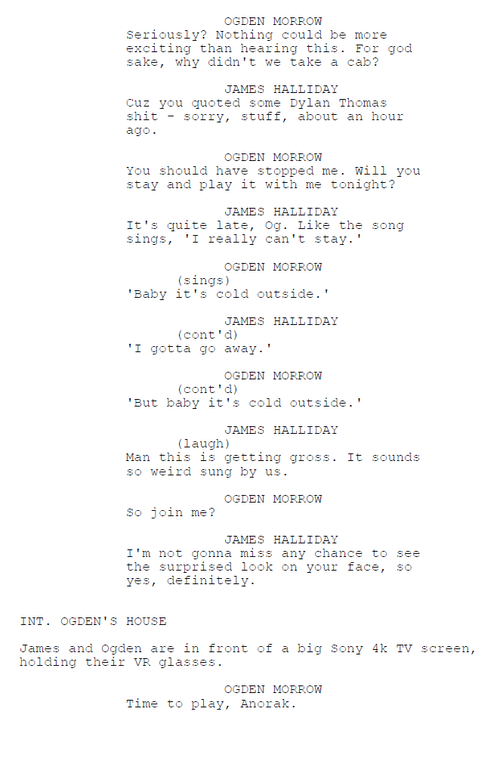 OGDEN MORROW
Seriously? Nothing could be more
exciting than hearing this. For god
sake, why didn't we take a cab?
JAMES HALLIDAY
Cuz you quoted some Dylan Thomas
shit - sorry, stuff, about an hour
ago.
OGDEN MORROW
You should have stopped me. Will you
stay and play it with me tonight?
JAMES HALLIDAY
It's quite late, Og. Like the song
sings, 'I really can't stay.'
OGDEN MORROW
(sings)
'Baby it's cold outside.'
JAMES HALLIDAY
(cont'd)
'I gotta go away.'
OGDEN MORROW
(cont'd)
'But baby it's cold outside.'
JAMES HALLIDAY
(laugh)
Man this is getting gross. It sounds
so weird sung by us.
OGDEN MORROW
So join me?
JAMES HALLIDAY
I'm not gonna miss any chance to see
the surprised look on your face, so
yes, definitely.
INT. OGDEN'S HOUSE
James and Ogden are in front of a big Sony 4k TV screen,
holding their VR glasses.
OGDEN MORROW
Time to play, Anorak.